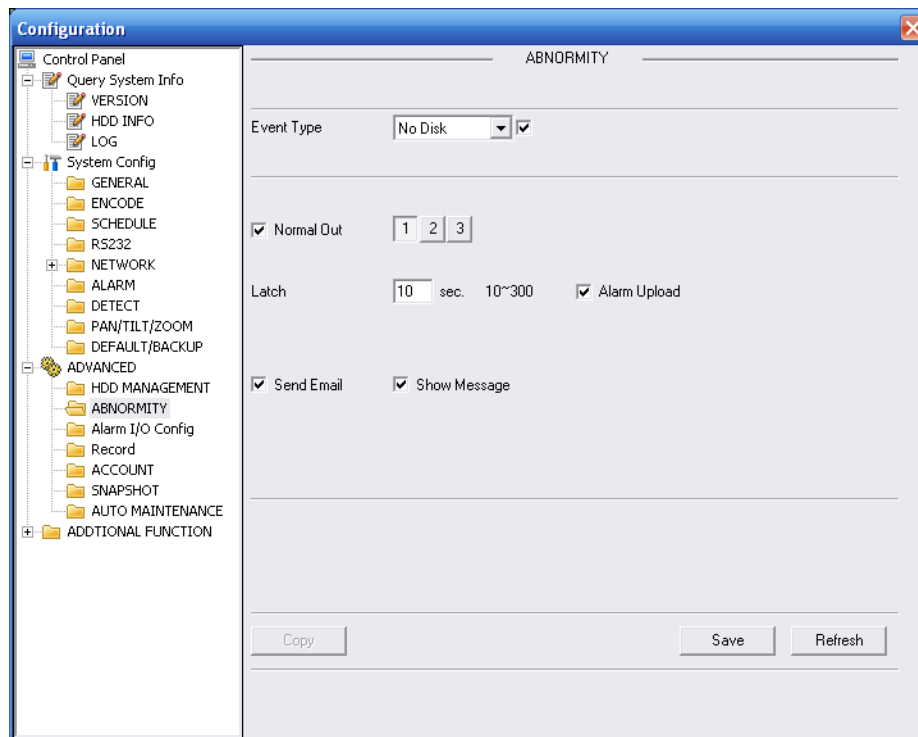 Configuration
Control Panel
Query System Info
VERSION
HDD INFO
LOG
System Config
GENERAL
ENCODE
SCHEDULE
RS232
NETWORK
ALARM
DETECT
PAN/TILT/ZOOM
DEFAULT/BACKUP
ADVANCED
HDD MANAGEMENT
ABNORMITY
Alarm I/O Config
Record
ACCOUNT
SNAPSHOT
AUTO MAINTENANCE
ADDTIONAL FUNCTION
ABNORMITY
Event Type No Disk
Normal Out 1 2 3
Latch 10 sec. 10~300 Alarm Upload
Send Email Show Message
Copy Save Refresh